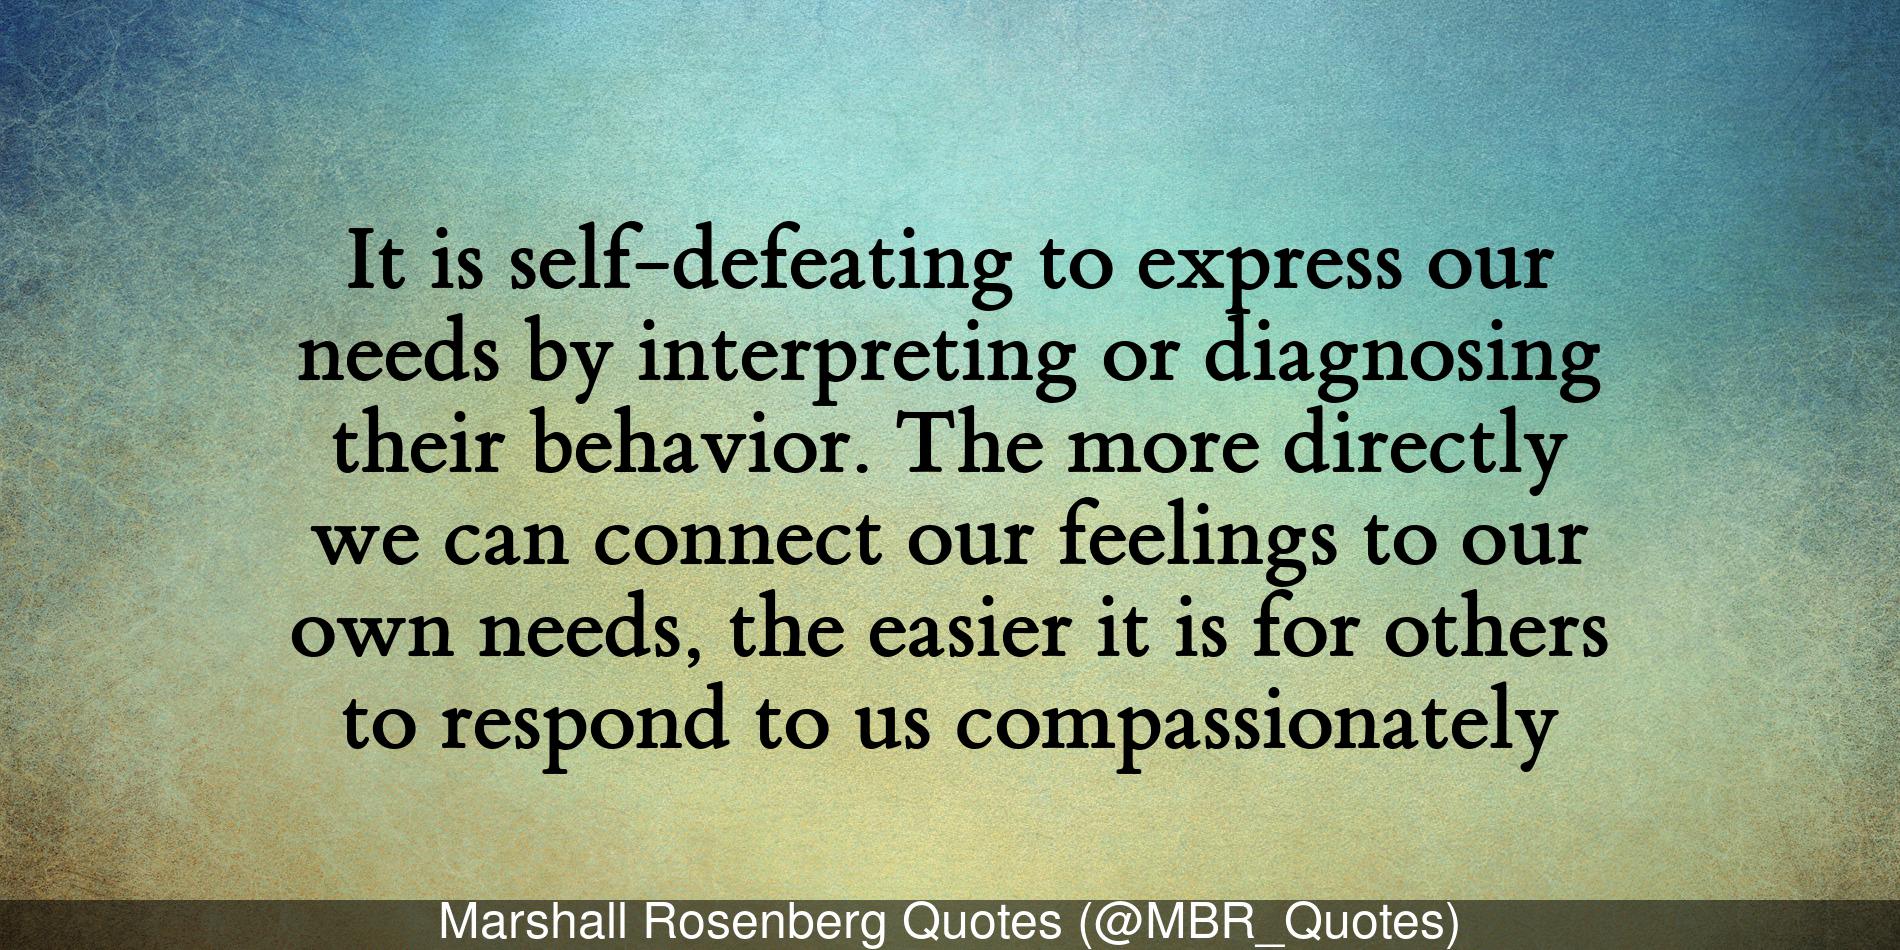 It is self-defeating to express our
needs by interpreting or diagnosing
their behavior. The more directly
we can connect our feelings to our
own needs, the easier it is for others
to respond to us compassionately
Marshall Rosenberg Quotes (@MBR_Quotes)